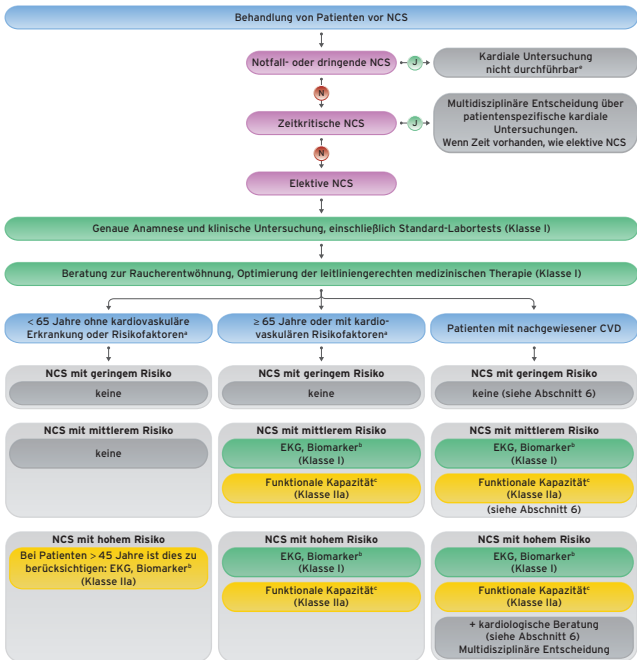 Behandlung von Patienten vor NCS
Notfall- oder dringende NCS
J
Kardiale Untersuchung
nicht durchführbarᵉ
N
Zeitkritische NCS
J
Multidisziplinäre Entscheidung über
patientenspezifische kardiale
Untersuchungen.
Wenn Zeit vorhanden, wie elektive NCS
N
Elektive NCS
Genaue Anamnese und klinische Untersuchung, einschließlich Standard-Labortests (Klasse I)
Beratung zur Raucherentwöhnung, Optimierung der leitliniengerechten medizinischen Therapie (Klasse I)
< 65 Jahre ohne kardiovaskuläre
Erkrankung oder Risikofaktorenᵃ
≥ 65 Jahre oder mit kardio-
vaskulären Risikofaktorenᵃ
Patienten mit nachgewiesener CVD
NCS mit geringem Risiko
keine
NCS mit geringem Risiko
keine
NCS mit geringem Risiko
keine (siehe Abschnitt 6)
NCS mit mittlerem Risiko
keine
NCS mit mittlerem Risiko
EKG, Biomarkerᵇ
(Klasse I)
Funktionale Kapazitätᶜ
(Klasse IIa)
NCS mit mittlerem Risiko
EKG, Biomarkerᵇ
(Klasse I)
Funktionale Kapazitätᶜ
(Klasse IIa)
(siehe Abschnitt 6)
NCS mit hohem Risiko
Bei Patienten > 45 Jahre ist dies zu
berücksichtigen: EKG, Biomarkerᵇ
(Klasse IIa)
NCS mit hohem Risiko
EKG, Biomarkerᵇ
(Klasse I)
Funktionale Kapazitätᶜ
(Klasse IIa)
NCS mit hohem Risiko
EKG, Biomarkerᵇ
(Klasse I)
Funktionale Kapazitätᶜ
(Klasse IIa)
+ kardiologische Beratung
(siehe Abschnitt 6)
Multidisziplinäre Entscheidung